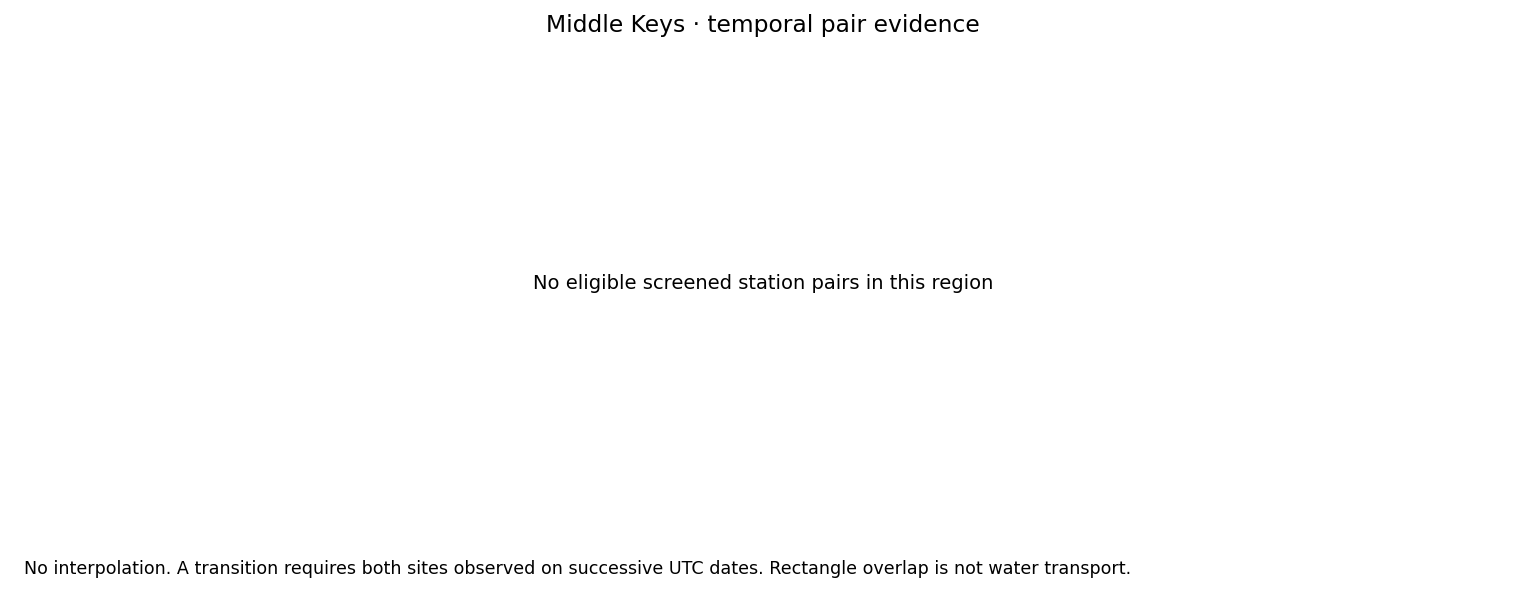 Middle Keys · temporal pair evidence
No eligible screened station pairs in this region
No interpolation. A transition requires both sites observed on successive UTC dates. Rectangle overlap is not water transport.